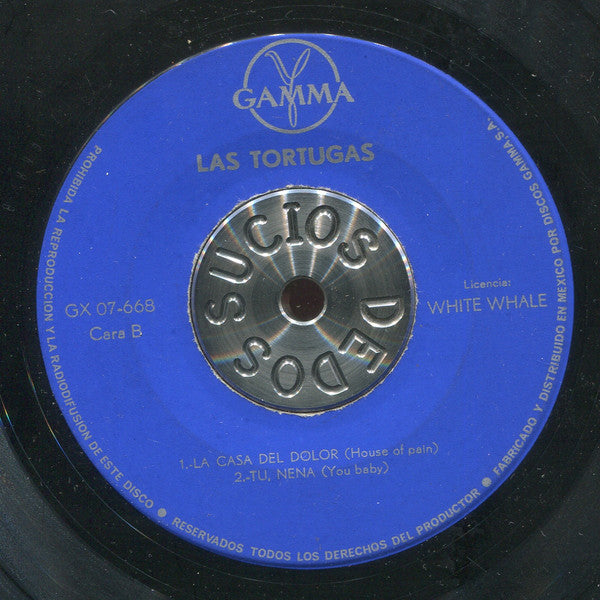 GAMMA
LAS TORTUGAS
SUCIOS DEDOS
GX 07-668
Cara B
Licencia:
WHITE WHALE
1.-LA CASA DEL DOLOR (House of pain)
2.-TU, NENA (You baby)
PROHIBIDA LA REPRODUCCION Y LA RADIODIFUSION DE ESTE DISCO ● RESERVADOS TODOS LOS DERECHOS DEL PRODUCTOR ● FABRICADO Y DISTRIBUIDO EN MEXICO POR DISCOS GAMMA, S.A.